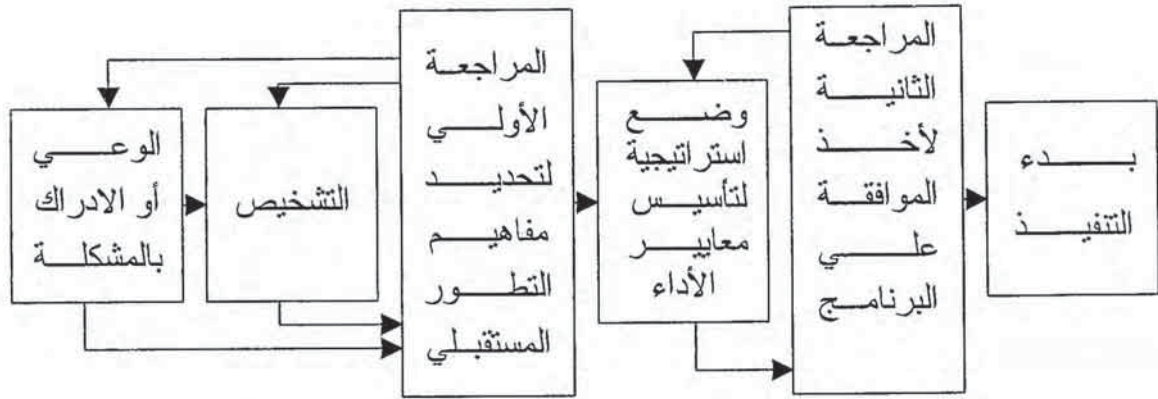 الوعي
أو الادراك
بالمشكلة
التشخيص
المراجعة
الأولي
لتحديد
مفاهيم
التطور
المستقبلي
وضع
استراتيجية
لتأسيس
معايير
الأداء
المراجعة
الثانية
لأخذ
الموافقة
علي
البرنامج
بدء
التنفيذ